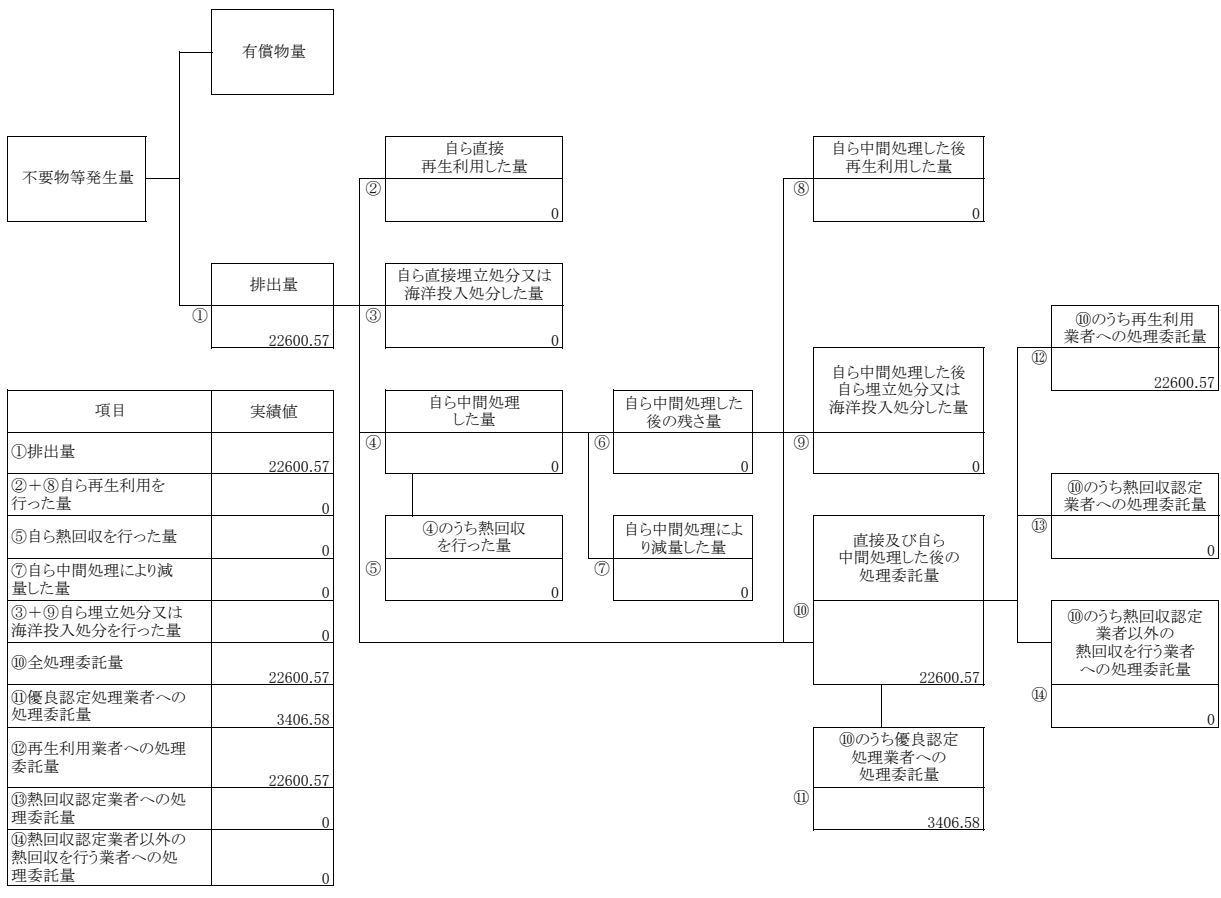 有償物量
不要物等発生量
自ら直接
再生利用した量
②
0
自ら中間処理した後
再生利用した量
⑧
0
排出量
①
22600.57
自ら直接埋立処分又は
海洋投入処分した量
③
0
⑩のうち再生利用
業者への処理委託量
⑫
22600.57
自ら中間処理
した量
④
0
自ら中間処理した
後の残さ量
⑥
0
自ら中間処理した後
自ら埋立処分又は
海洋投入処分した量
⑨
0
⑩のうち熱回収認定
業者への処理委託量
⑬
0
④のうち熱回収
を行った量
⑤
0
自ら中間処理によ
り減量した量
⑦
0
直接及び自ら
中間処理した後の
処理委託量
⑩
22600.57
⑩のうち熱回収認定
業者以外の
熱回収を行う業者
への処理委託量
⑭
0
⑩のうち優良認定
処理業者への
処理委託量
⑪
3406.58
項目 実績値
①排出量
22600.57
②＋⑧自ら再生利用を
行った量
0
⑤自ら熱回収を行った量
0
⑦自ら中間処理により減
量した量
0
③＋⑨自ら埋立処分又は
海洋投入処分を行った量
0
⑩全処理委託量
22600.57
⑪優良認定処理業者への
処理委託量
3406.58
⑫再生利用業者への処理
委託量
22600.57
⑬熱回収認定業者への処
理委託量
0
⑭熱回収認定業者以外の
熱回収を行う業者への処
理委託量
0